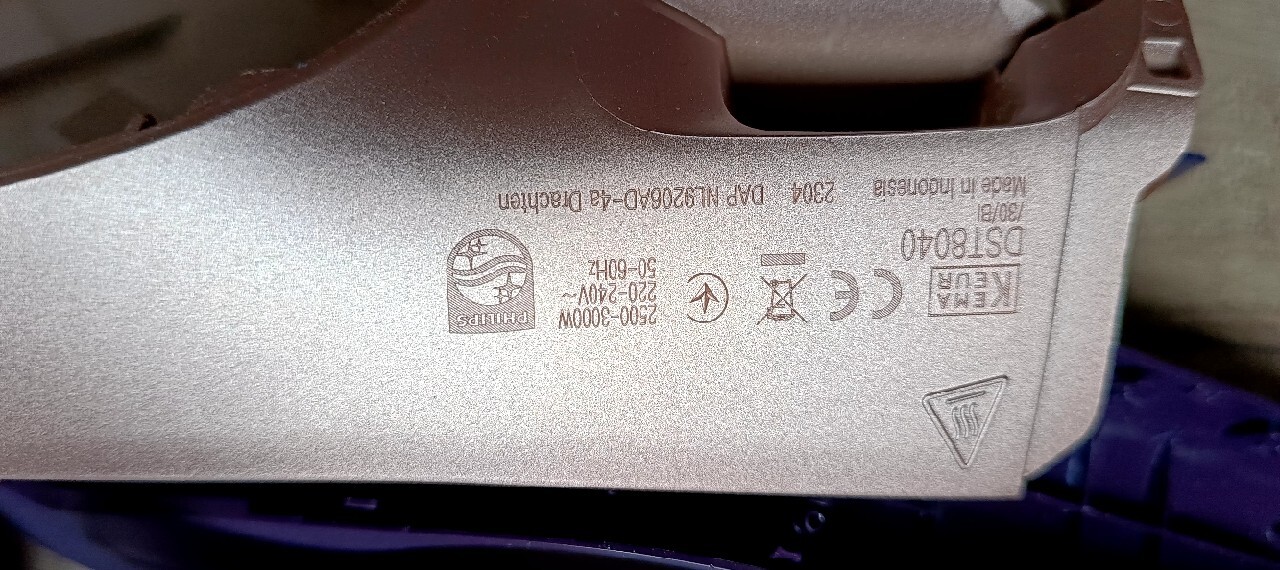 KEMA
KEUR
DST8040
/30/BI
Made in Indonesia 2304 DAP NL9206AD-4a Drachten
2500-3000W
220-240V~
50-60Hz
PHILIPS